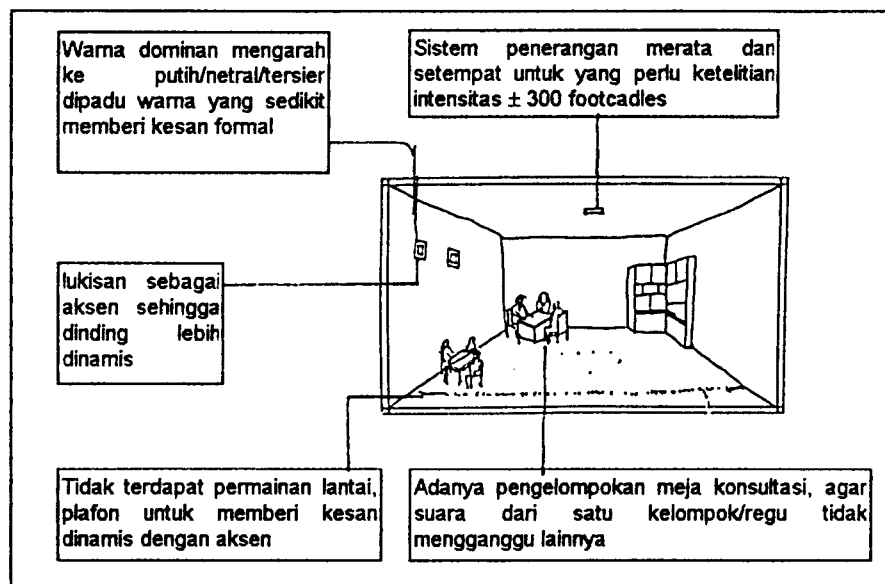 Warna dominan mengarah
ke putih/netral/tersier
dipadu warna yang sedikit
memberi kesan formal
Sistem penerangan merata dan
setempat untuk yang perlu ketelitian
intensitas ± 300 footcadles
lukisan sebagai
aksen sehingga
dinding lebih
dinamis
Tidak terdapat permainan lantai,
plafon untuk memberi kesan
dinamis dengan aksen
Adanya pengelompokan meja konsultasi, agar
suara dari satu kelompok/regu tidak
mengganggu lainnya